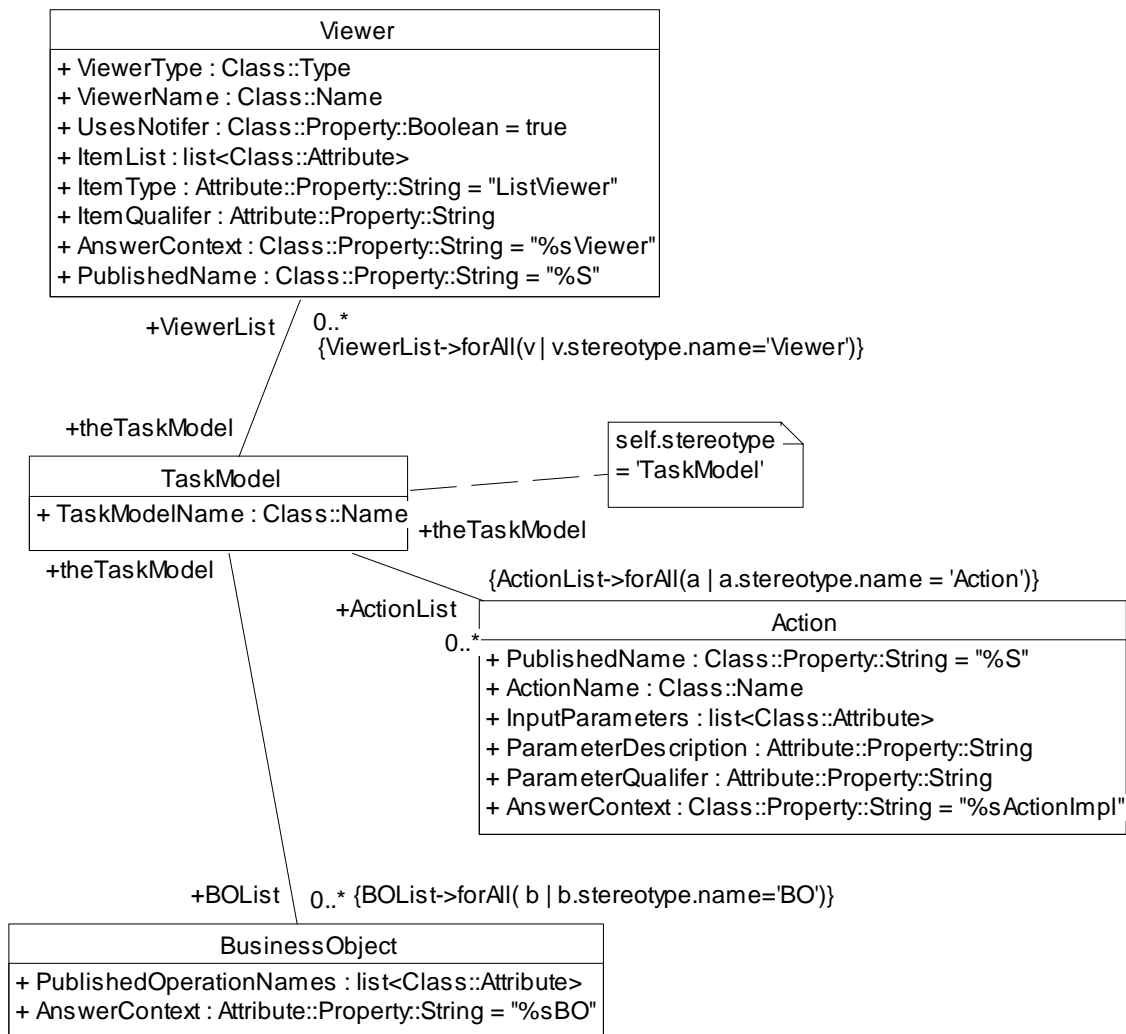 Viewer
+ ViewerType : Class::Type
+ ViewerName : Class::Name
+ UsesNotifer : Class::Property::Boolean = true
+ ItemList : list<Class::Attribute>
+ ItemType : Attribute::Property::String = "ListViewer"
+ ItemQualifer : Attribute::Property::String
+ AnswerContext : Class::Property::String = "%sViewer"
+ PublishedName : Class::Property::String = "%S"
+ViewerList
0..*
{ViewerList->forAll(v | v.stereotype.name='Viewer')}
+theTaskModel
self.stereotype
= 'TaskModel'
TaskModel
+ TaskModelName : Class::Name
+theTaskModel
+theTaskModel
{ActionList->forAll(a | a.stereotype.name = 'Action')}
+ActionList
0..*
Action
+ PublishedName : Class::Property::String = "%S"
+ ActionName : Class::Name
+ InputParameters : list<Class::Attribute>
+ ParameterDescription : Attribute::Property::String
+ ParameterQualifer : Attribute::Property::String
+ AnswerContext : Class::Property::String = "%sActionImpl"
+BOList
0..* {BOList->forAll( b | b.stereotype.name='BO')}
BusinessObject
+ PublishedOperationNames : list<Class::Attribute>
+ AnswerContext : Attribute::Property::String = "%sBO"